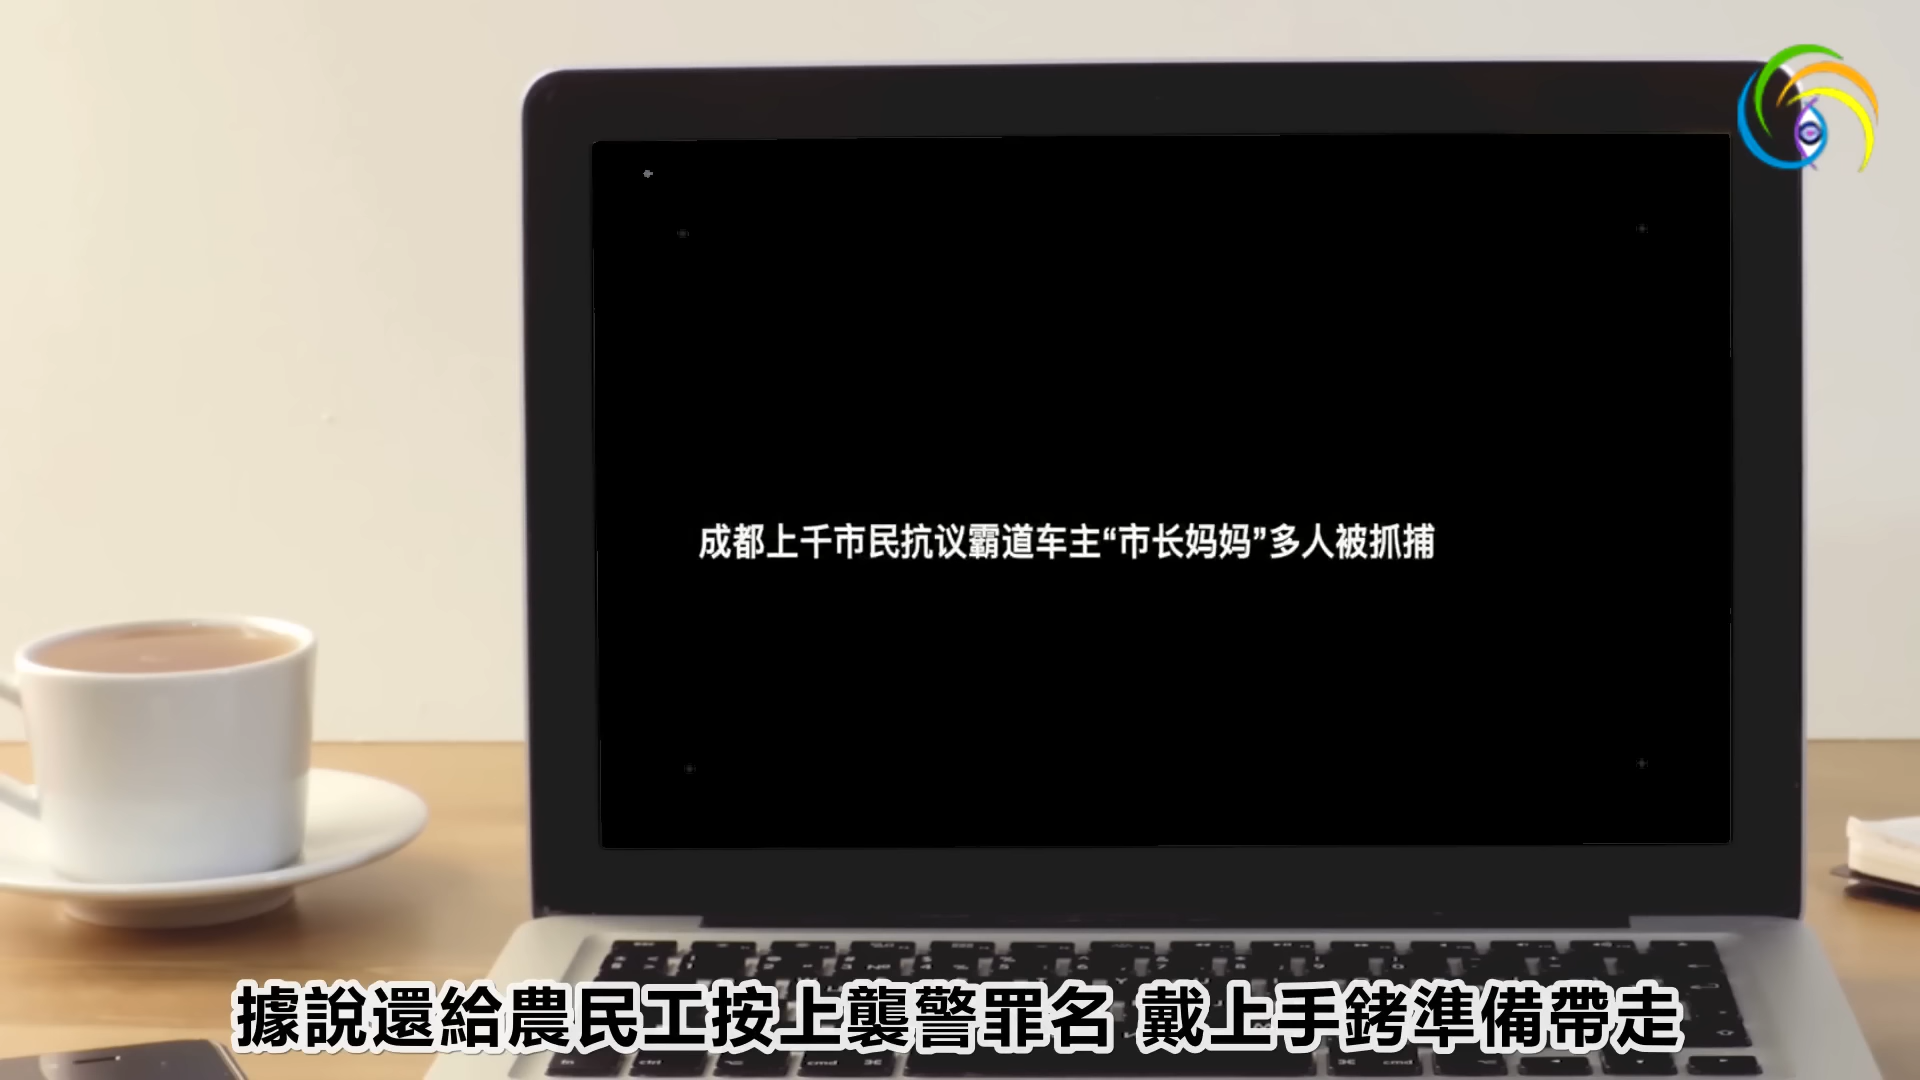 成都上千市民抗议霸道车主“市长妈妈”多人被抓捕
據說還給農民工按上襲警罪名 戴上手銬準備帶走